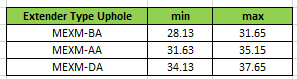 Extender Type Uphole min max
MEXM-BA 28.13 31.65
MEXM-AA 31.63 35.15
MEXM-DA 34.13 37.65